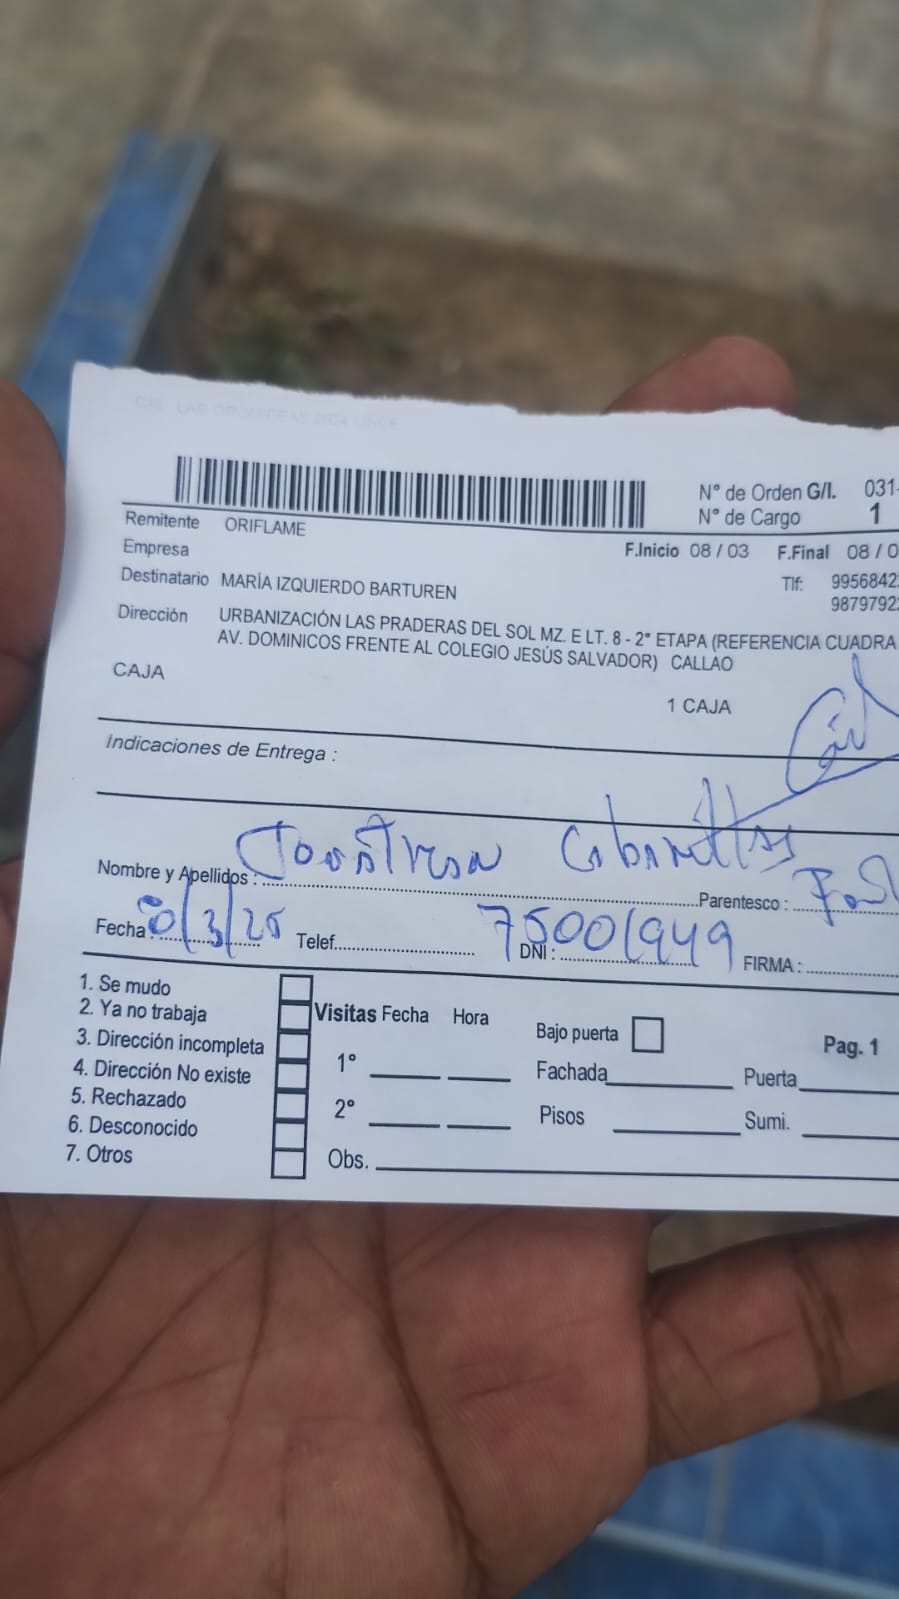 N° de Orden G/I. 031-
N° de Cargo 1
Remitente ORIFLAME
Empresa
F.Inicio 08 / 03 F.Final 08 / 0
Destinatario MARÍA IZQUIERDO BARTUREN
Tlf: 9956842
9879792
Dirección URBANIZACIÓN LAS PRADERAS DEL SOL MZ. E LT. 8 - 2° ETAPA (REFERENCIA CUADRA
AV. DOMINICOS FRENTE AL COLEGIO JESÚS SALVADOR) CALLAO
CAJA
1 CAJA
Indicaciones de Entrega :
Nombre y Apellidos :
Parentesco :
Fecha : 8/3/25 Telef. DNI : 75001949 FIRMA :
1. Se mudo
2. Ya no trabaja
3. Dirección incompleta
4. Dirección No existe
5. Rechazado
6. Desconocido
7. Otros
Visitas Fecha Hora
1°
2°
Obs.
Bajo puerta
Fachada
Pisos
Pag. 1
Puerta
Sumi.